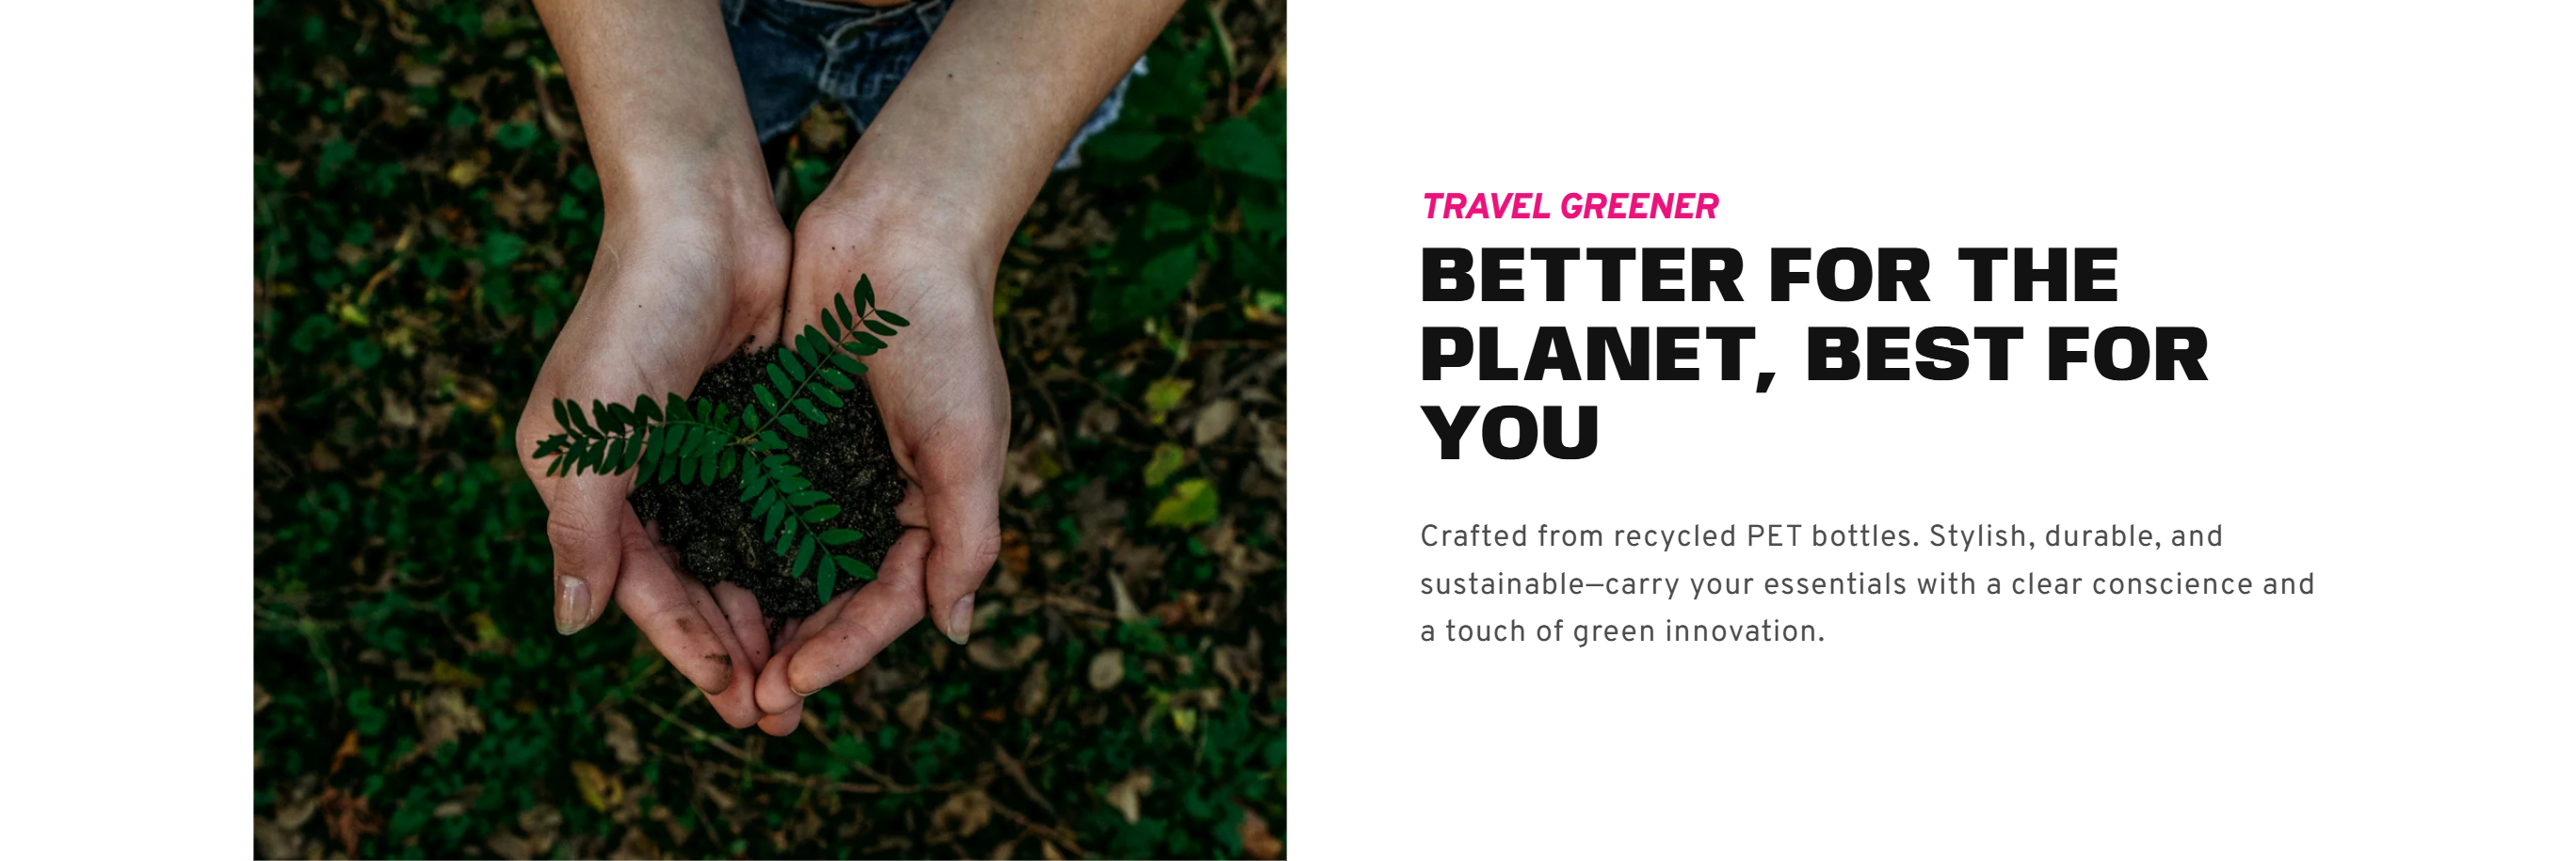 TRAVEL GREENER
BETTER FOR THE
PLANET, BEST FOR
YOU
Crafted from recycled PET bottles. Stylish, durable, and
sustainable—carry your essentials with a clear conscience and
a touch of green innovation.